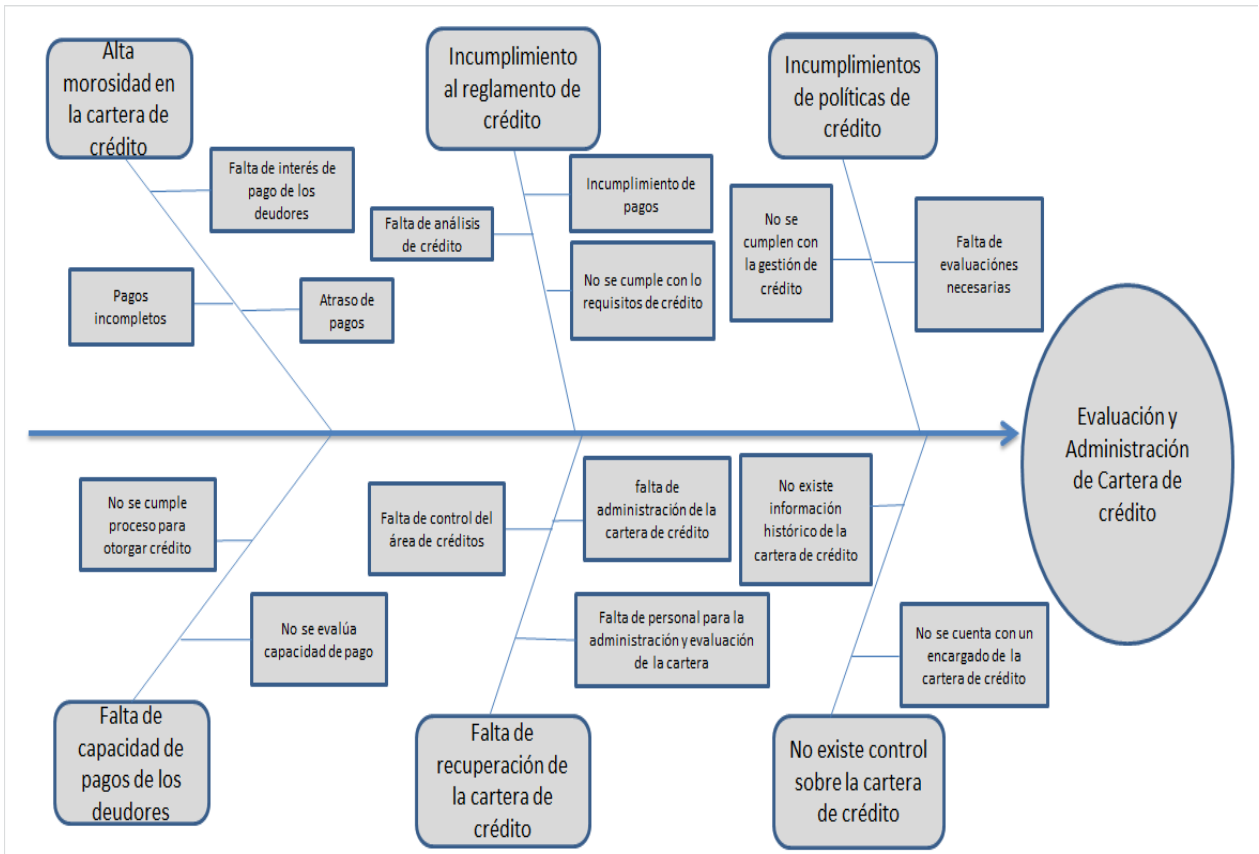 Alta
morosidad en
la cartera de
crédito
Incumplimiento
al reglamento de
crédito
Incumplimientos
de políticas de
crédito
Falta de interés de
pago de los
deudores
Pagos
incompletos
Atraso de
pagos
Falta de análisis
de crédito
Incumplimiento de
pagos
No se cumple con lo
requisitos de crédito
No se
cumplen con
la gestión de
crédito
Falta de
evaluaciónes
necesarias
Evaluación y
Administración
de Cartera de
crédito
No se cumple
proceso para
otorgar crédito
No se evalúa
capacidad de pago
Falta de control del
área de créditos
falta de
administración de la
cartera de crédito
Falta de personal para la
administración y evaluación
de la cartera
No existe
información
histórico de la
cartera de crédito
No se cuenta con un
encargado de la
cartera de crédito
Falta de
capacidad de
pagos de los
deudores
Falta de
recuperación de
la cartera de
crédito
No existe control
sobre la cartera
de crédito